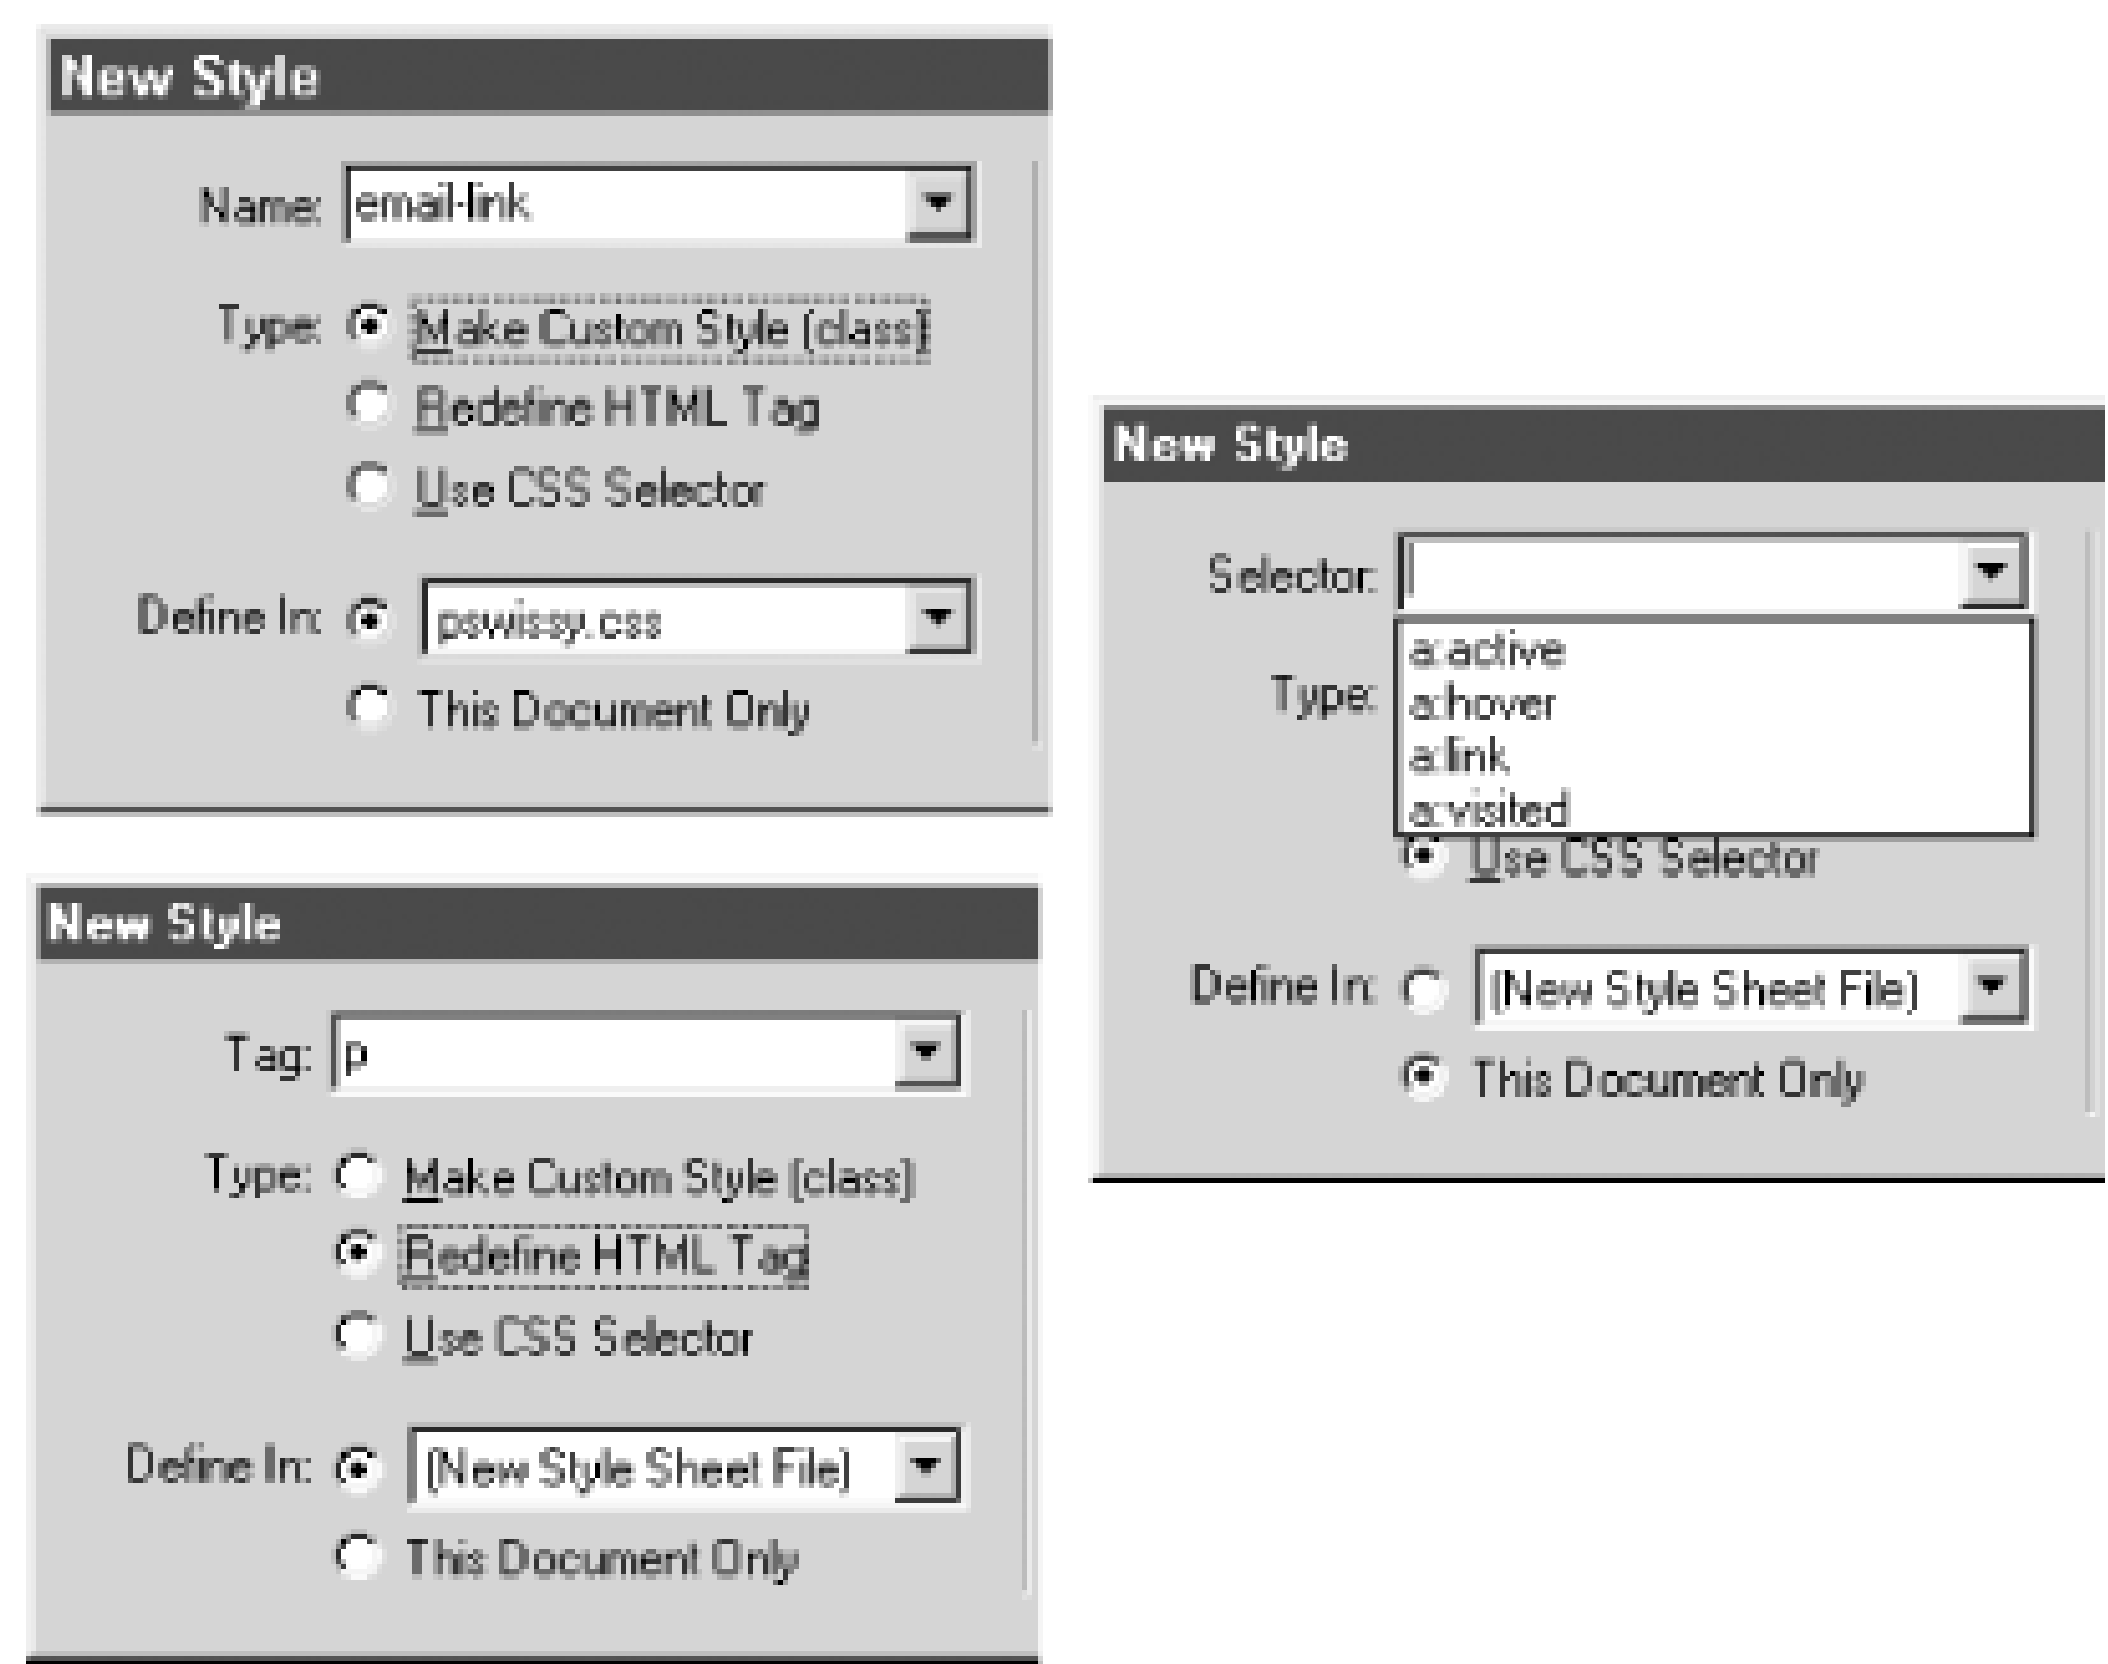 New Style
Name: email-link
Type: Make Custom Style (class)
Redefine HTML Tag
Use CSS Selector
Define In: pswissy.css
This Document Only
New Style
Tag: p
Type: Make Custom Style (class)
Redefine HTML Tag
Use CSS Selector
Define In: (New Style Sheet File)
This Document Only
New Style
Selector:
a:active
Type: a:hover
a:link
a:visited
Use CSS Selector
Define In: (New Style Sheet File)
This Document Only